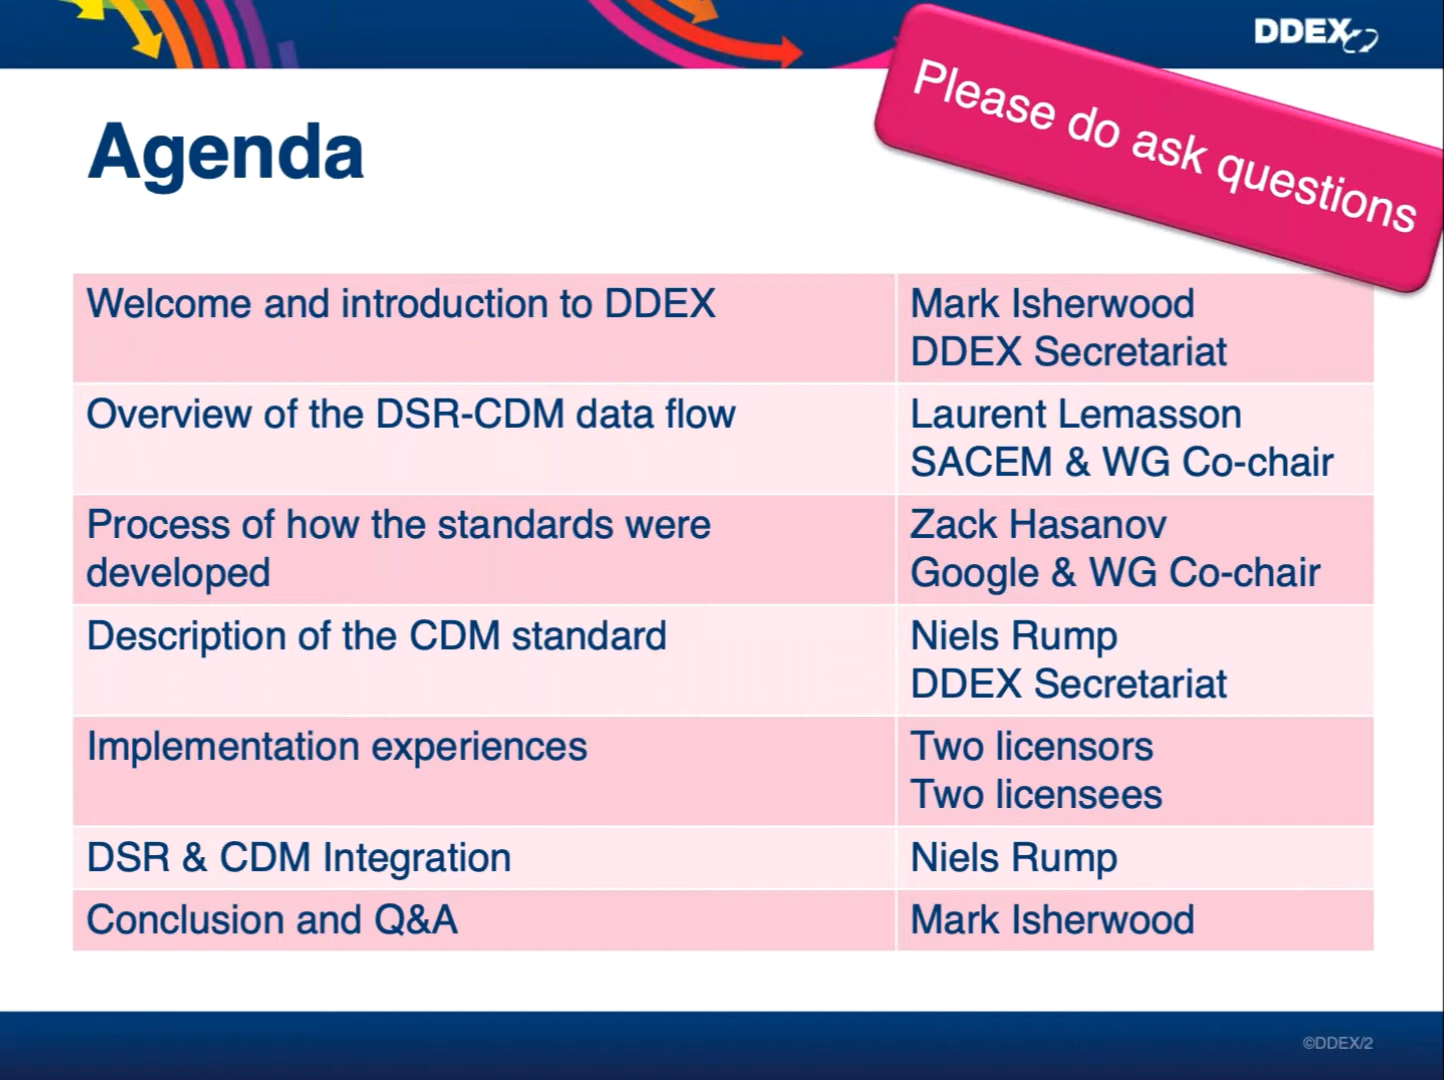 DDEX
Please do ask questions
Agenda
Welcome and introduction to DDEX
Mark Isherwood
DDEX Secretariat
Overview of the DSR-CDM data flow
Laurent Lemasson
SACEM & WG Co-chair
Process of how the standards were
developed
Zack Hasanov
Google & WG Co-chair
Description of the CDM standard
Niels Rump
DDEX Secretariat
Implementation experiences
Two licensors
Two licensees
DSR & CDM Integration
Niels Rump
Conclusion and Q&A
Mark Isherwood
©DDEX/2